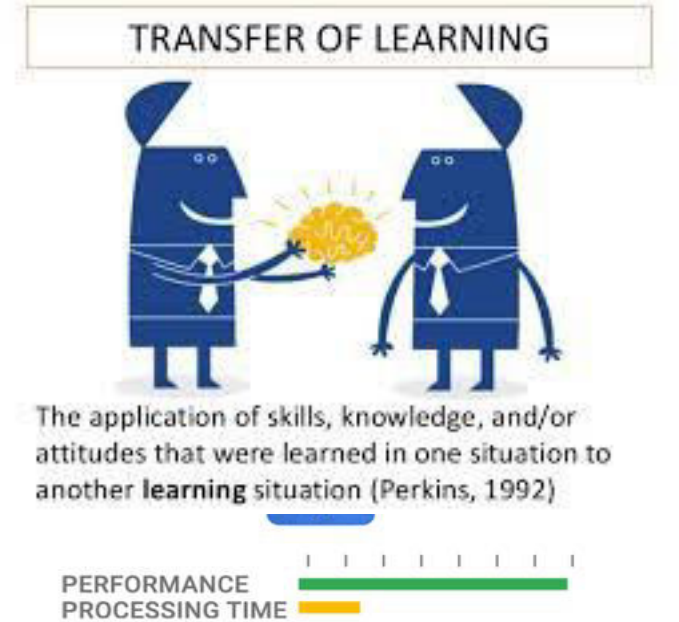 TRANSFER OF LEARNING
The application of skills, knowledge, and/or
attitudes that were learned in one situation to
another learning situation (Perkins, 1992)
PERFORMANCE
PROCESSING TIME